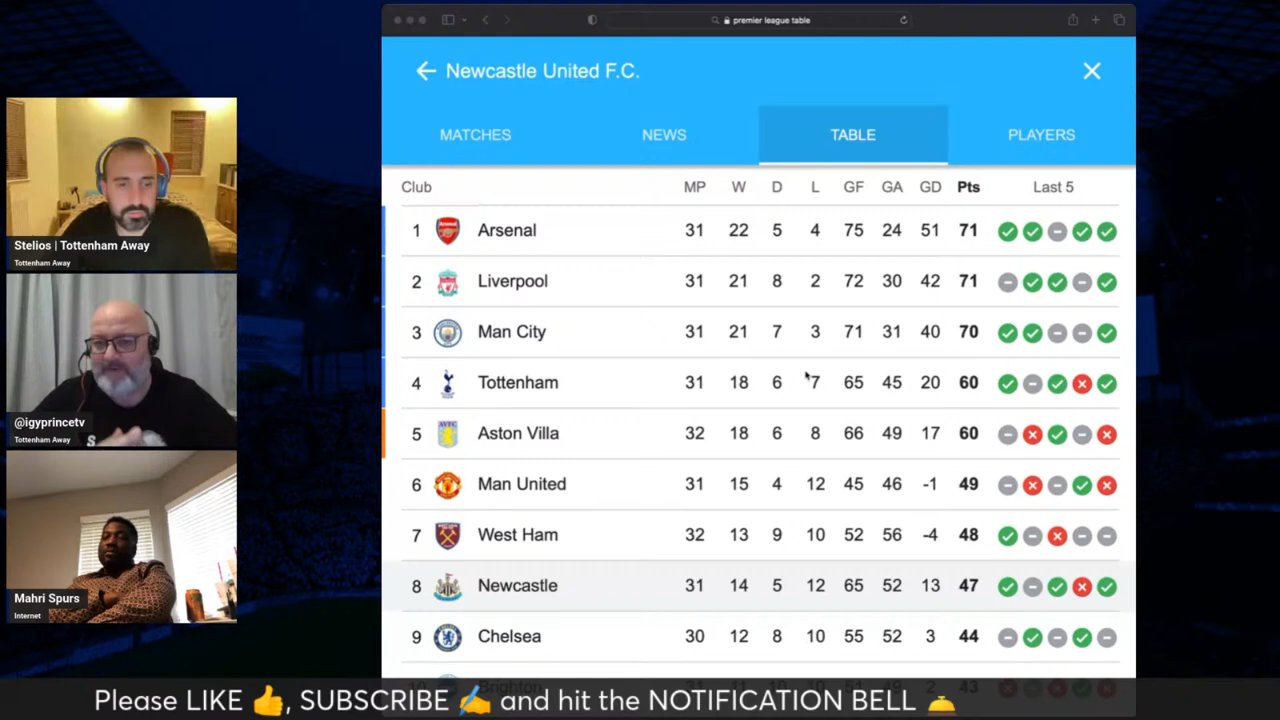 premier league table
Newcastle United F.C.
MATCHES NEWS TABLE PLAYERS
Club MP W D L GF GA GD Pts Last 5
1 Arsenal 31 22 5 4 75 24 51 71
2 Liverpool 31 21 8 2 72 30 42 71
3 Man City 31 21 7 3 71 31 40 70
4 Tottenham 31 18 6 7 65 45 20 60
5 Aston Villa 32 18 6 8 66 49 17 60
6 Man United 31 15 4 12 45 46 -1 49
7 West Ham 32 13 9 10 52 56 -4 48
8 Newcastle 31 14 5 12 65 52 13 47
9 Chelsea 30 12 8 10 55 52 3 44
Brighton 2 43
Stelios | Tottenham Away
Tottenham Away
@igyprincetv
Tottenham Away
Mahri Spurs
Internet
Please LIKE 👍, SUBSCRIBE ✍️ and hit the NOTIFICATION BELL 🛎️